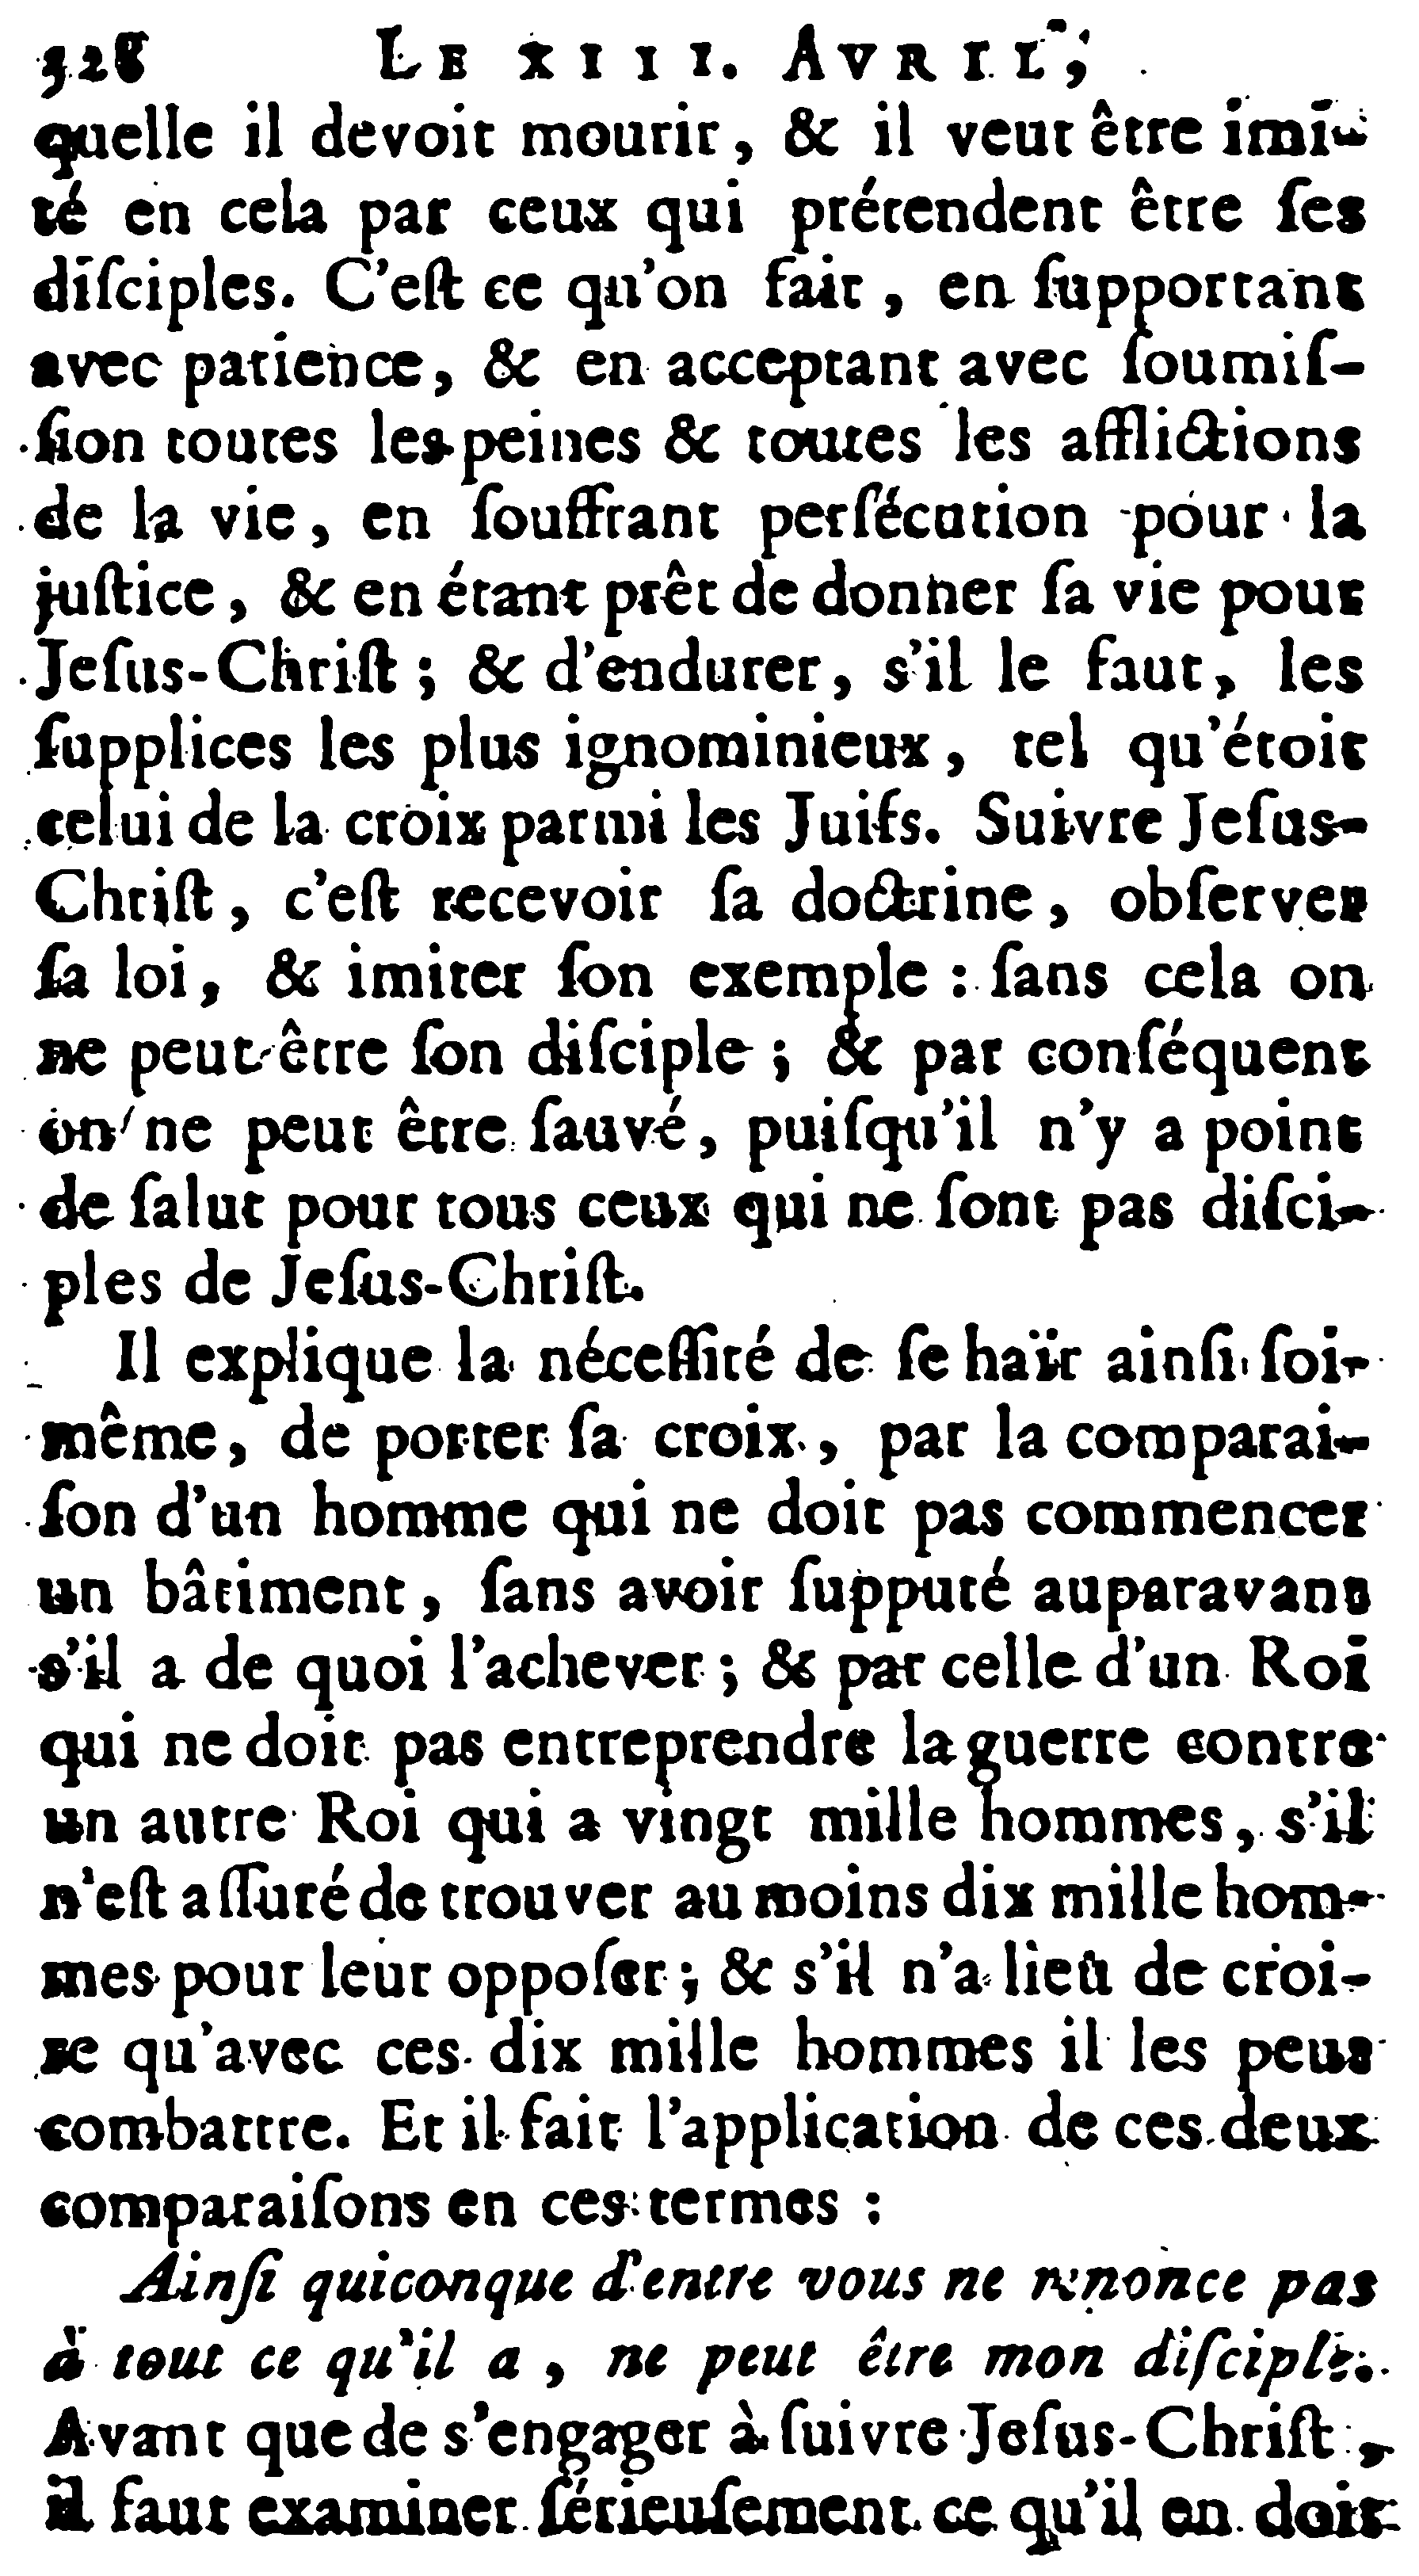 328 LE XIII. AVRIL,
quelle il devoit mourir, & il veut être imi-
té en cela par ceux qui prétendent être ſes
diſciples. C'eſt ce qu'on fait, en ſupportant
avec patience, & en acceptant avec ſoumiſ-
ſion toutes les peines & toutes les afflictions
de la vie, en ſouffrant perſécution pour la
juſtice, & en étant prêt de donner ſa vie pour
Jeſus-Chriſt; & d'endurer, s'il le faut, les
ſupplices les plus ignominieux, tel qu'étoit
celui de la croix parmi les Juifs. Suivre Jeſus-
Chriſt, c'eſt recevoir ſa doctrine, obſerver
ſa loi, & imiter ſon exemple : ſans cela on
ne peut être ſon diſciple ; & par conſéquent
on ne peut être ſauvé, puiſqu'il n'y a point
de ſalut pour tous ceux qui ne ſont pas diſci-
ples de Jeſus-Chriſt.
Il explique la néceſſité de ſe haïr ainſi ſoi-
même, de porter ſa croix, par la comparai-
ſon d'un homme qui ne doit pas commencer
un bâtiment, ſans avoir ſupputé auparavant
s'il a de quoi l'achever ; & par celle d'un Roi
qui ne doit pas entreprendre la guerre contre
un autre Roi qui a vingt mille hommes, s'il
n'eſt aſſuré de trouver au moins dix mille hom-
mes pour leur oppoſer ; & s'il n'a lieu de croi-
re qu'avec ces dix mille hommes il les peut
combattre. Et il fait l'application de ces deux
comparaiſons en ces termes :
Ainſi quiconque d'entre vous ne renonce pas
à tout ce qu'il a, ne peut être mon diſciple.
Avant que de s'engager à ſuivre Jeſus-Chriſt,
il faut examiner ſérieuſement ce qu'il en doit